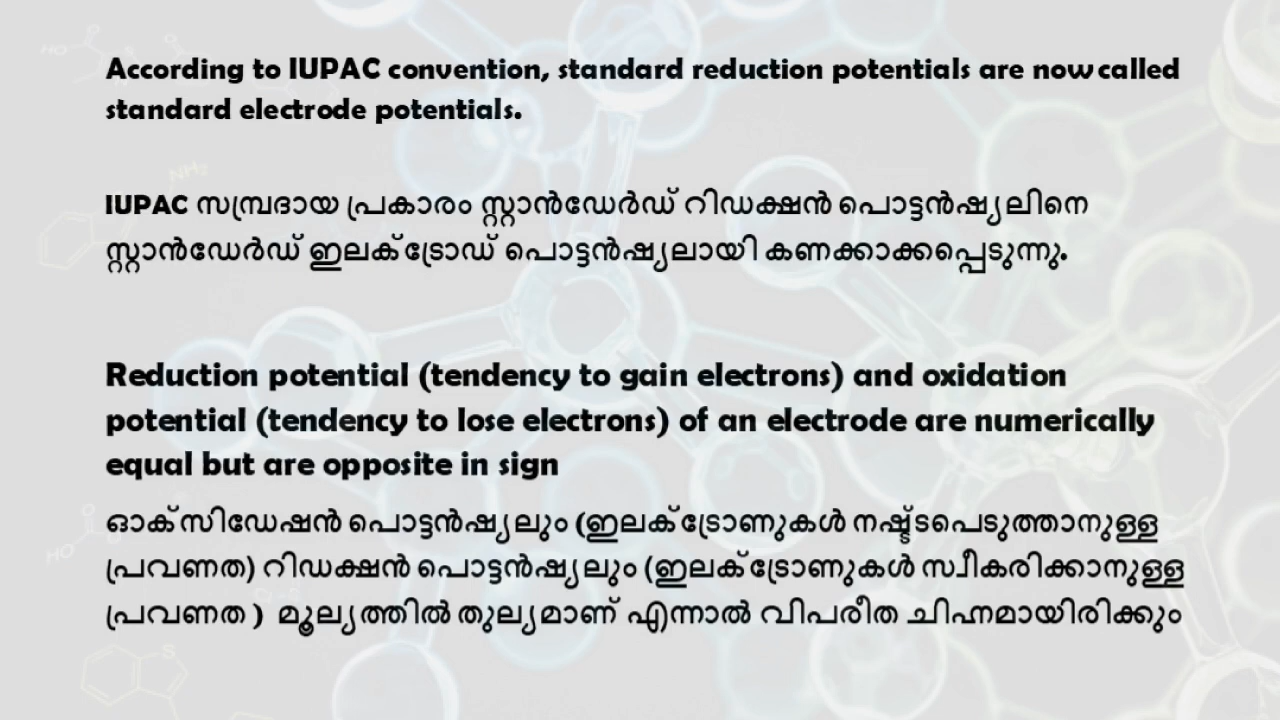 According to IUPAC convention, standard reduction potentials are now called
standard electrode potentials.
IUPAC സമ്പ്രദായ പ്രകാരം സ്റ്റാൻഡേർഡ് റിഡക്ഷൻ പൊട്ടൻഷ്യലിനെ
സ്റ്റാൻഡേർഡ് ഇലക്ട്രോഡ് പൊട്ടൻഷ്യലായി കണക്കാക്കപ്പെടുന്നു.
Reduction potential (tendency to gain electrons) and oxidation
potential (tendency to lose electrons) of an electrode are numerically
equal but are opposite in sign
ഓക്സിഡേഷൻ പൊട്ടൻഷ്യലും (ഇലക്ട്രോണുകൾ നഷ്ട്ടപെടുത്താനുള്ള
പ്രവണത) റിഡക്ഷൻ പൊട്ടൻഷ്യലും (ഇലക്ട്രോണുകൾ സ്വീകരിക്കാനുള്ള
പ്രവണത ) മൂല്യത്തിൽ തുല്യമാണ് എന്നാൽ വിപരീത ചിഹ്നമായിരിക്കും
HO
NH₂
HO
S